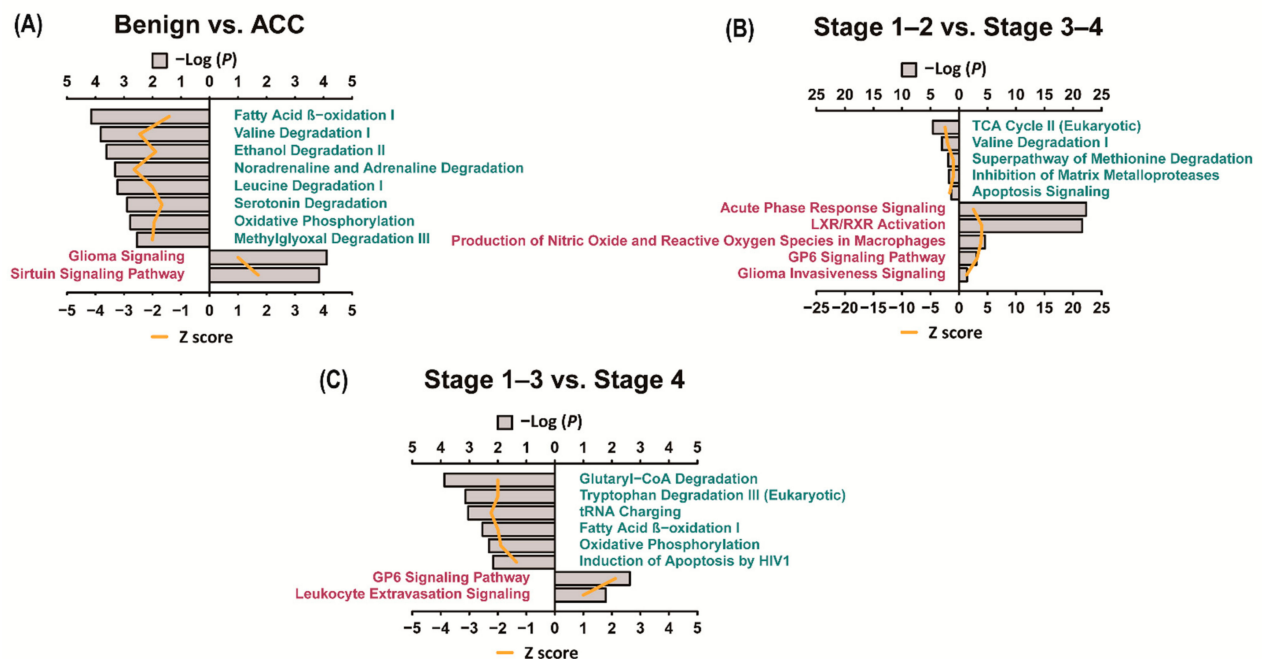 (A)
Benign vs. ACC
−Log (P)
5 4 3 2 1 0 1 2 3 4 5
Fatty Acid ß−oxidation I
Valine Degradation I
Ethanol Degradation II
Noradrenaline and Adrenaline Degradation
Leucine Degradation I
Serotonin Degradation
Oxidative Phosphorylation
Methylglyoxal Degradation III
Glioma Signaling
Sirtuin Signaling Pathway
−5 −4 −3 −2 −1 0 1 2 3 4 5
Z score
(B)
Stage 1–2 vs. Stage 3–4
−Log (P)
25 20 15 10 5 0 5 10 15 20 25
TCA Cycle II (Eukaryotic)
Valine Degradation I
Superpathway of Methionine Degradation
Inhibition of Matrix Metalloproteases
Apoptosis Signaling
Acute Phase Response Signaling
LXR/RXR Activation
Production of Nitric Oxide and Reactive Oxygen Species in Macrophages
GP6 Signaling Pathway
Glioma Invasiveness Signaling
−25 −20 −15 −10 −5 0 5 10 15 20 25
Z score
(C)
Stage 1–3 vs. Stage 4
−Log (P)
5 4 3 2 1 0 1 2 3 4 5
Glutaryl−CoA Degradation
Tryptophan Degradation III (Eukaryotic)
tRNA Charging
Fatty Acid ß−oxidation I
Oxidative Phosphorylation
Induction of Apoptosis by HIV1
GP6 Signaling Pathway
Leukocyte Extravasation Signaling
−5 −4 −3 −2 −1 0 1 2 3 4 5
Z score